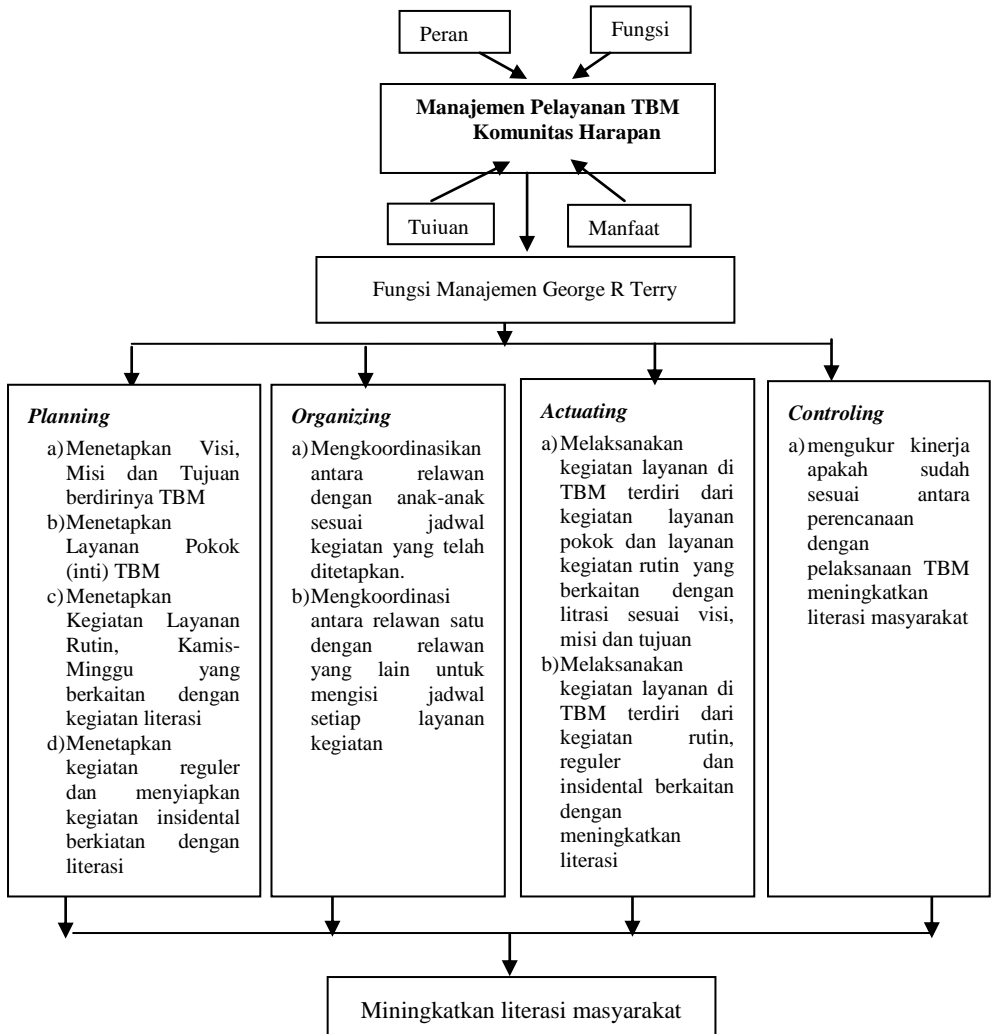 Peran
Fungsi
Manajemen Pelayanan TBM
Komunitas Harapan
Tujuan
Manfaat
Fungsi Manajemen George R Terry
Planning
a)Menetapkan Visi,
Misi dan Tujuan
berdirinya TBM
b)Menetapkan
Layanan Pokok
(inti) TBM
c)Menetapkan
Kegiatan Layanan
Rutin, Kamis-
Minggu yang
berkaitan dengan
kegiatan literasi
d)Menetapkan
kegiatan reguler
dan menyiapkan
kegiatan insidental
berkiatan dengan
literasi
Organizing
a)Mengkoordinasikan
antara relawan
dengan anak-anak
sesuai jadwal
kegiatan yang telah
ditetapkan.
b)Mengkoordinasi
antara relawan satu
dengan relawan
yang lain untuk
mengisi jadwal
setiap layanan
kegiatan
Actuating
a)Melaksanakan
kegiatan layanan di
TBM terdiri dari
kegiatan layanan
pokok dan layanan
kegiatan rutin yang
berkaitan dengan
litrasi sesuai visi,
misi dan tujuan
b)Melaksanakan
kegiatan layanan di
TBM terdiri dari
kegiatan rutin,
reguler dan
insidental berkaitan
dengan
meningkatkan
literasi
Controling
a)mengukur kinerja
apakah sudah
sesuai antara
perencanaan
dengan
pelaksanaan TBM
meningkatkan
literasi masyarakat
Miningkatkan literasi masyarakat